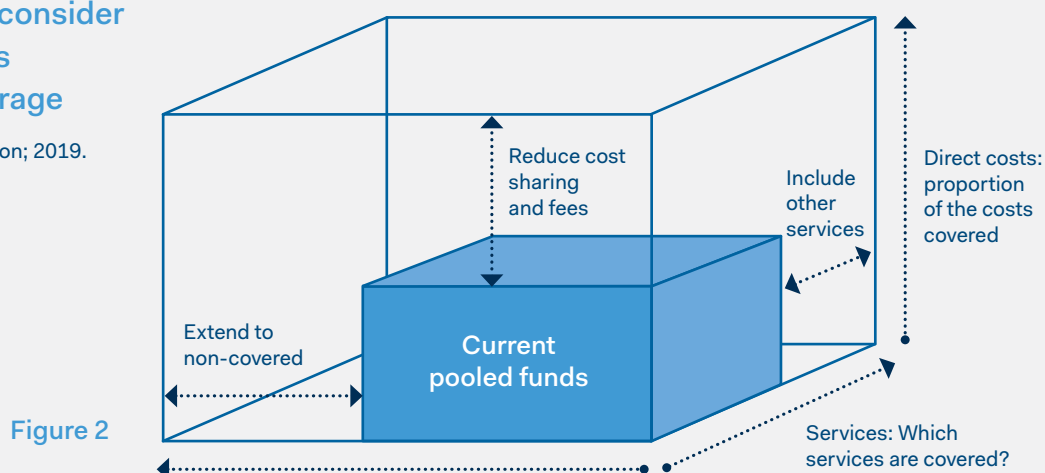 consider
s
rage
on; 2019.
Reduce cost
sharing
and fees
Include
other
services
Direct costs:
proportion
of the costs
covered
Extend to
non-covered
Current
pooled funds
Figure 2
Services: Which
services are covered?